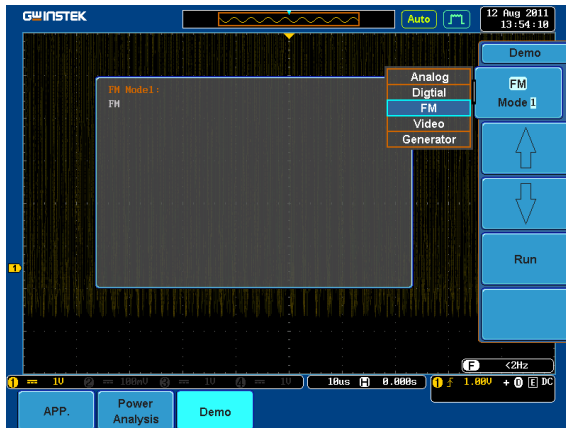 GWINSTEK
Auto
12 Aug 2011
13:54:10
Demo
Analog
Digtial
FM
Video
Generator
FM
Mode 1
FM Mode1:
FM
Run
1
F <2Hz
1 1V 2 100mV 3 1V 4 1V
10us H 0.000s
1 1.00V + 0 E DC
APP.
Power
Analysis
Demo